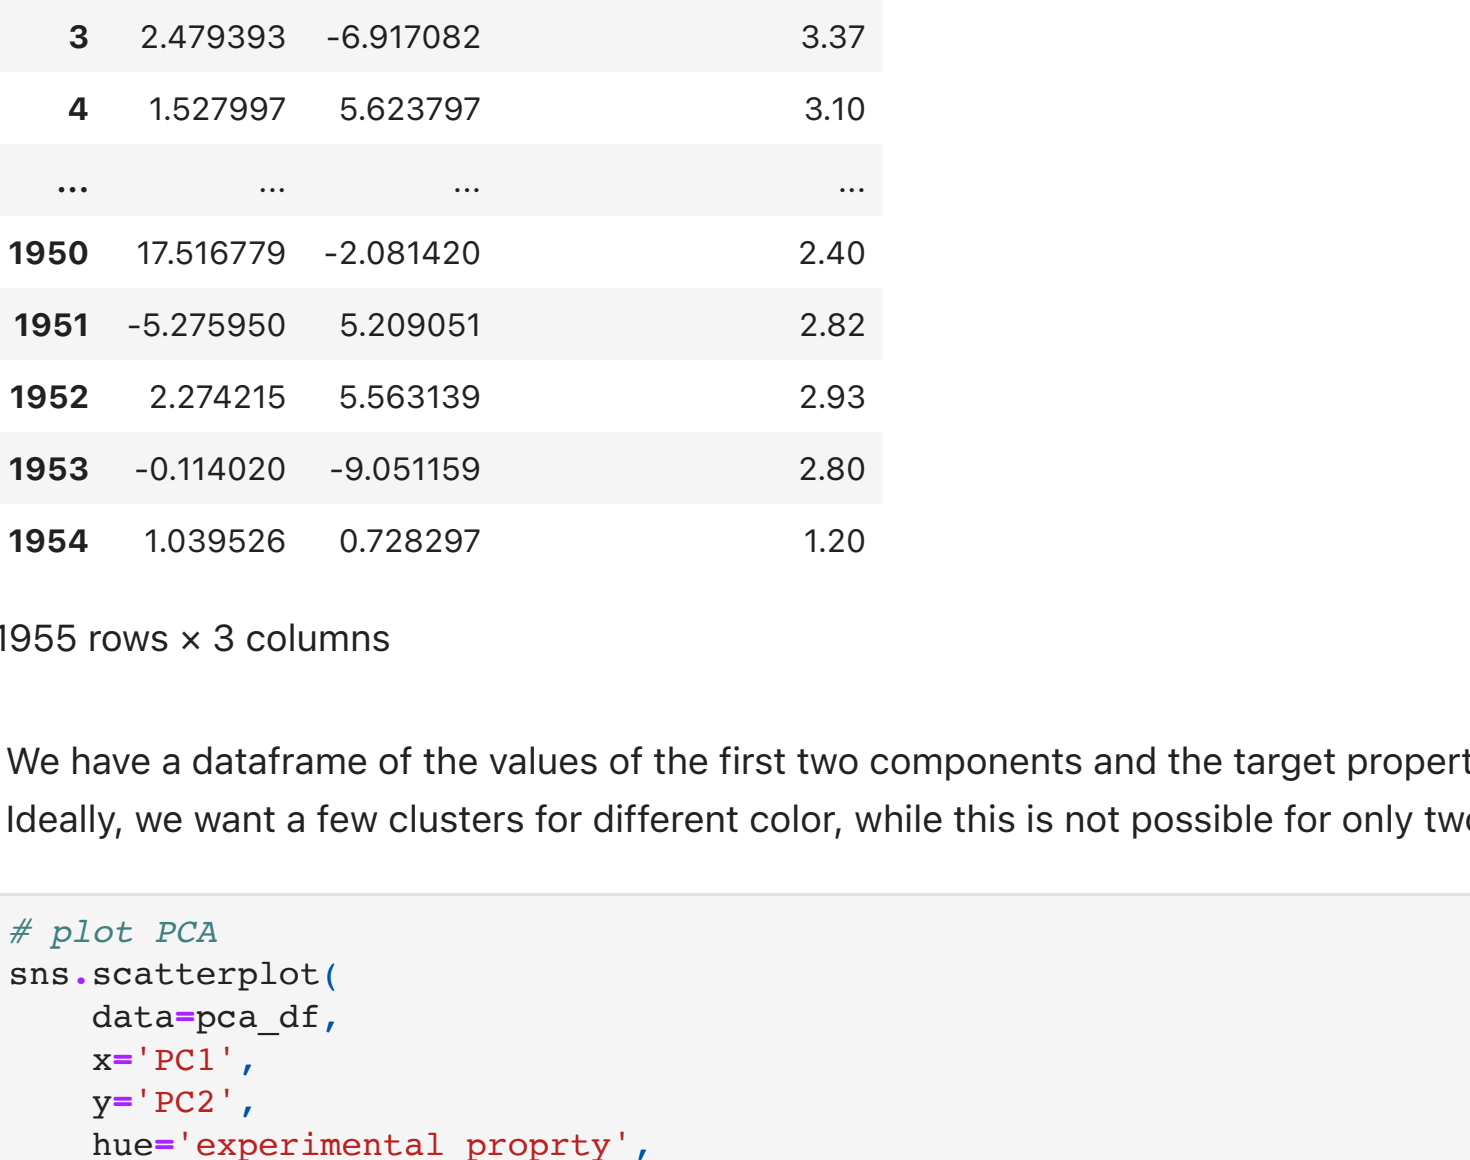 3 2.479393 -6.917082 3.37
4 1.527997 5.623797 3.10
... ... ... ...
1950 17.516779 -2.081420 2.40
1951 -5.275950 5.209051 2.82
1952 2.274215 5.563139 2.93
1953 -0.114020 -9.051159 2.80
1954 1.039526 0.728297 1.20
1955 rows × 3 columns
We have a dataframe of the values of the first two components and the target propert
Ideally, we want a few clusters for different color, while this is not possible for only two
# plot PCA
sns.scatterplot(
data=pca_df,
x='PC1',
y='PC2',
hue='experimental proprty',